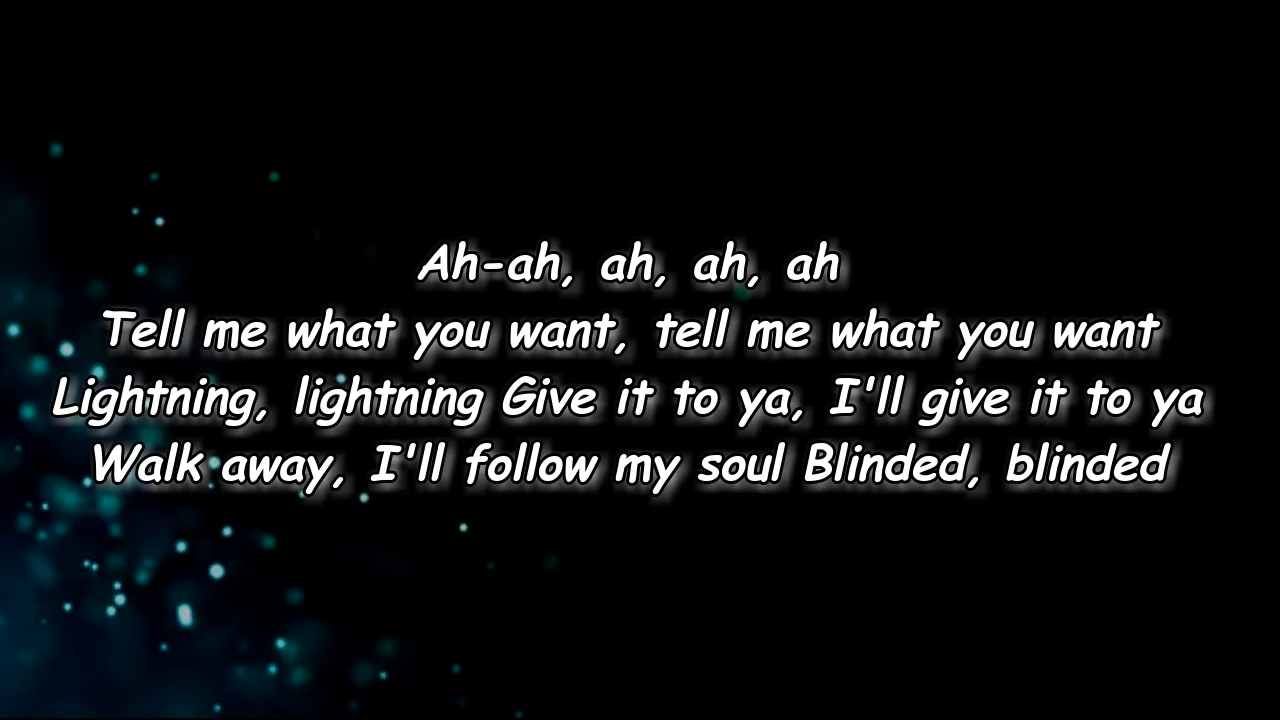 Ah-ah, ah, ah, ah
Tell me what you want, tell me what you want
Lightning, lightning Give it to ya, I'll give it to ya
Walk away, I'll follow my soul Blinded, blinded